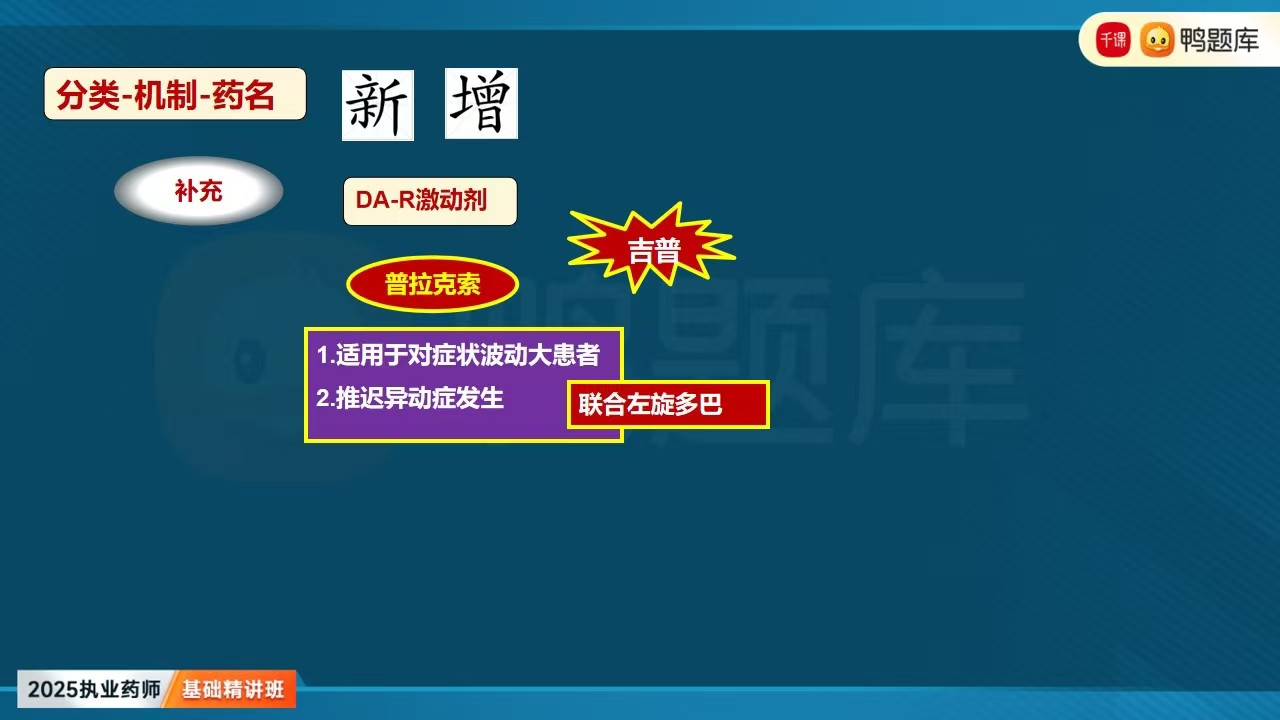 千课 鸭题库
分类-机制-药名
新 增
补充
DA-R激动剂
吉普
普拉克索
1.适用于对症状波动大患者
2.推迟异动症发生
联合左旋多巴
鸭题库
2025执业药师 基础精讲班